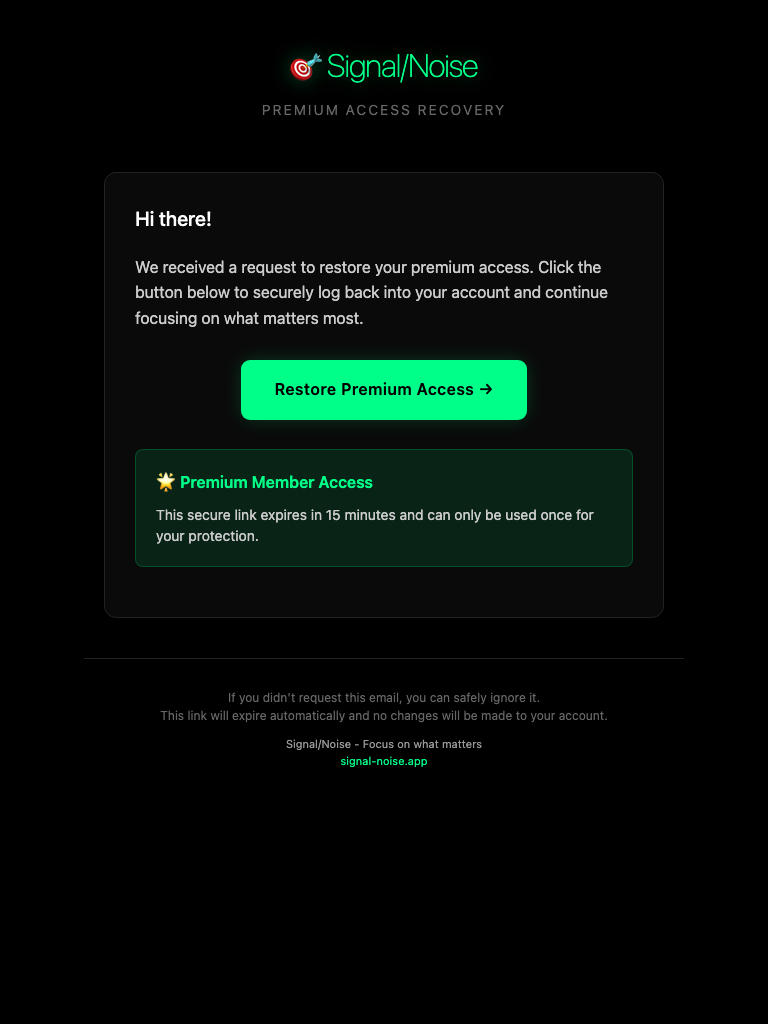 🎯 Signal/Noise
PREMIUM ACCESS RECOVERY
Hi there!
We received a request to restore your premium access. Click the
button below to securely log back into your account and continue
focusing on what matters most.
Restore Premium Access →
🌟 Premium Member Access
This secure link expires in 15 minutes and can only be used once for
your protection.
If you didn't request this email, you can safely ignore it.
This link will expire automatically and no changes will be made to your account.
Signal/Noise - Focus on what matters
signal-noise.app